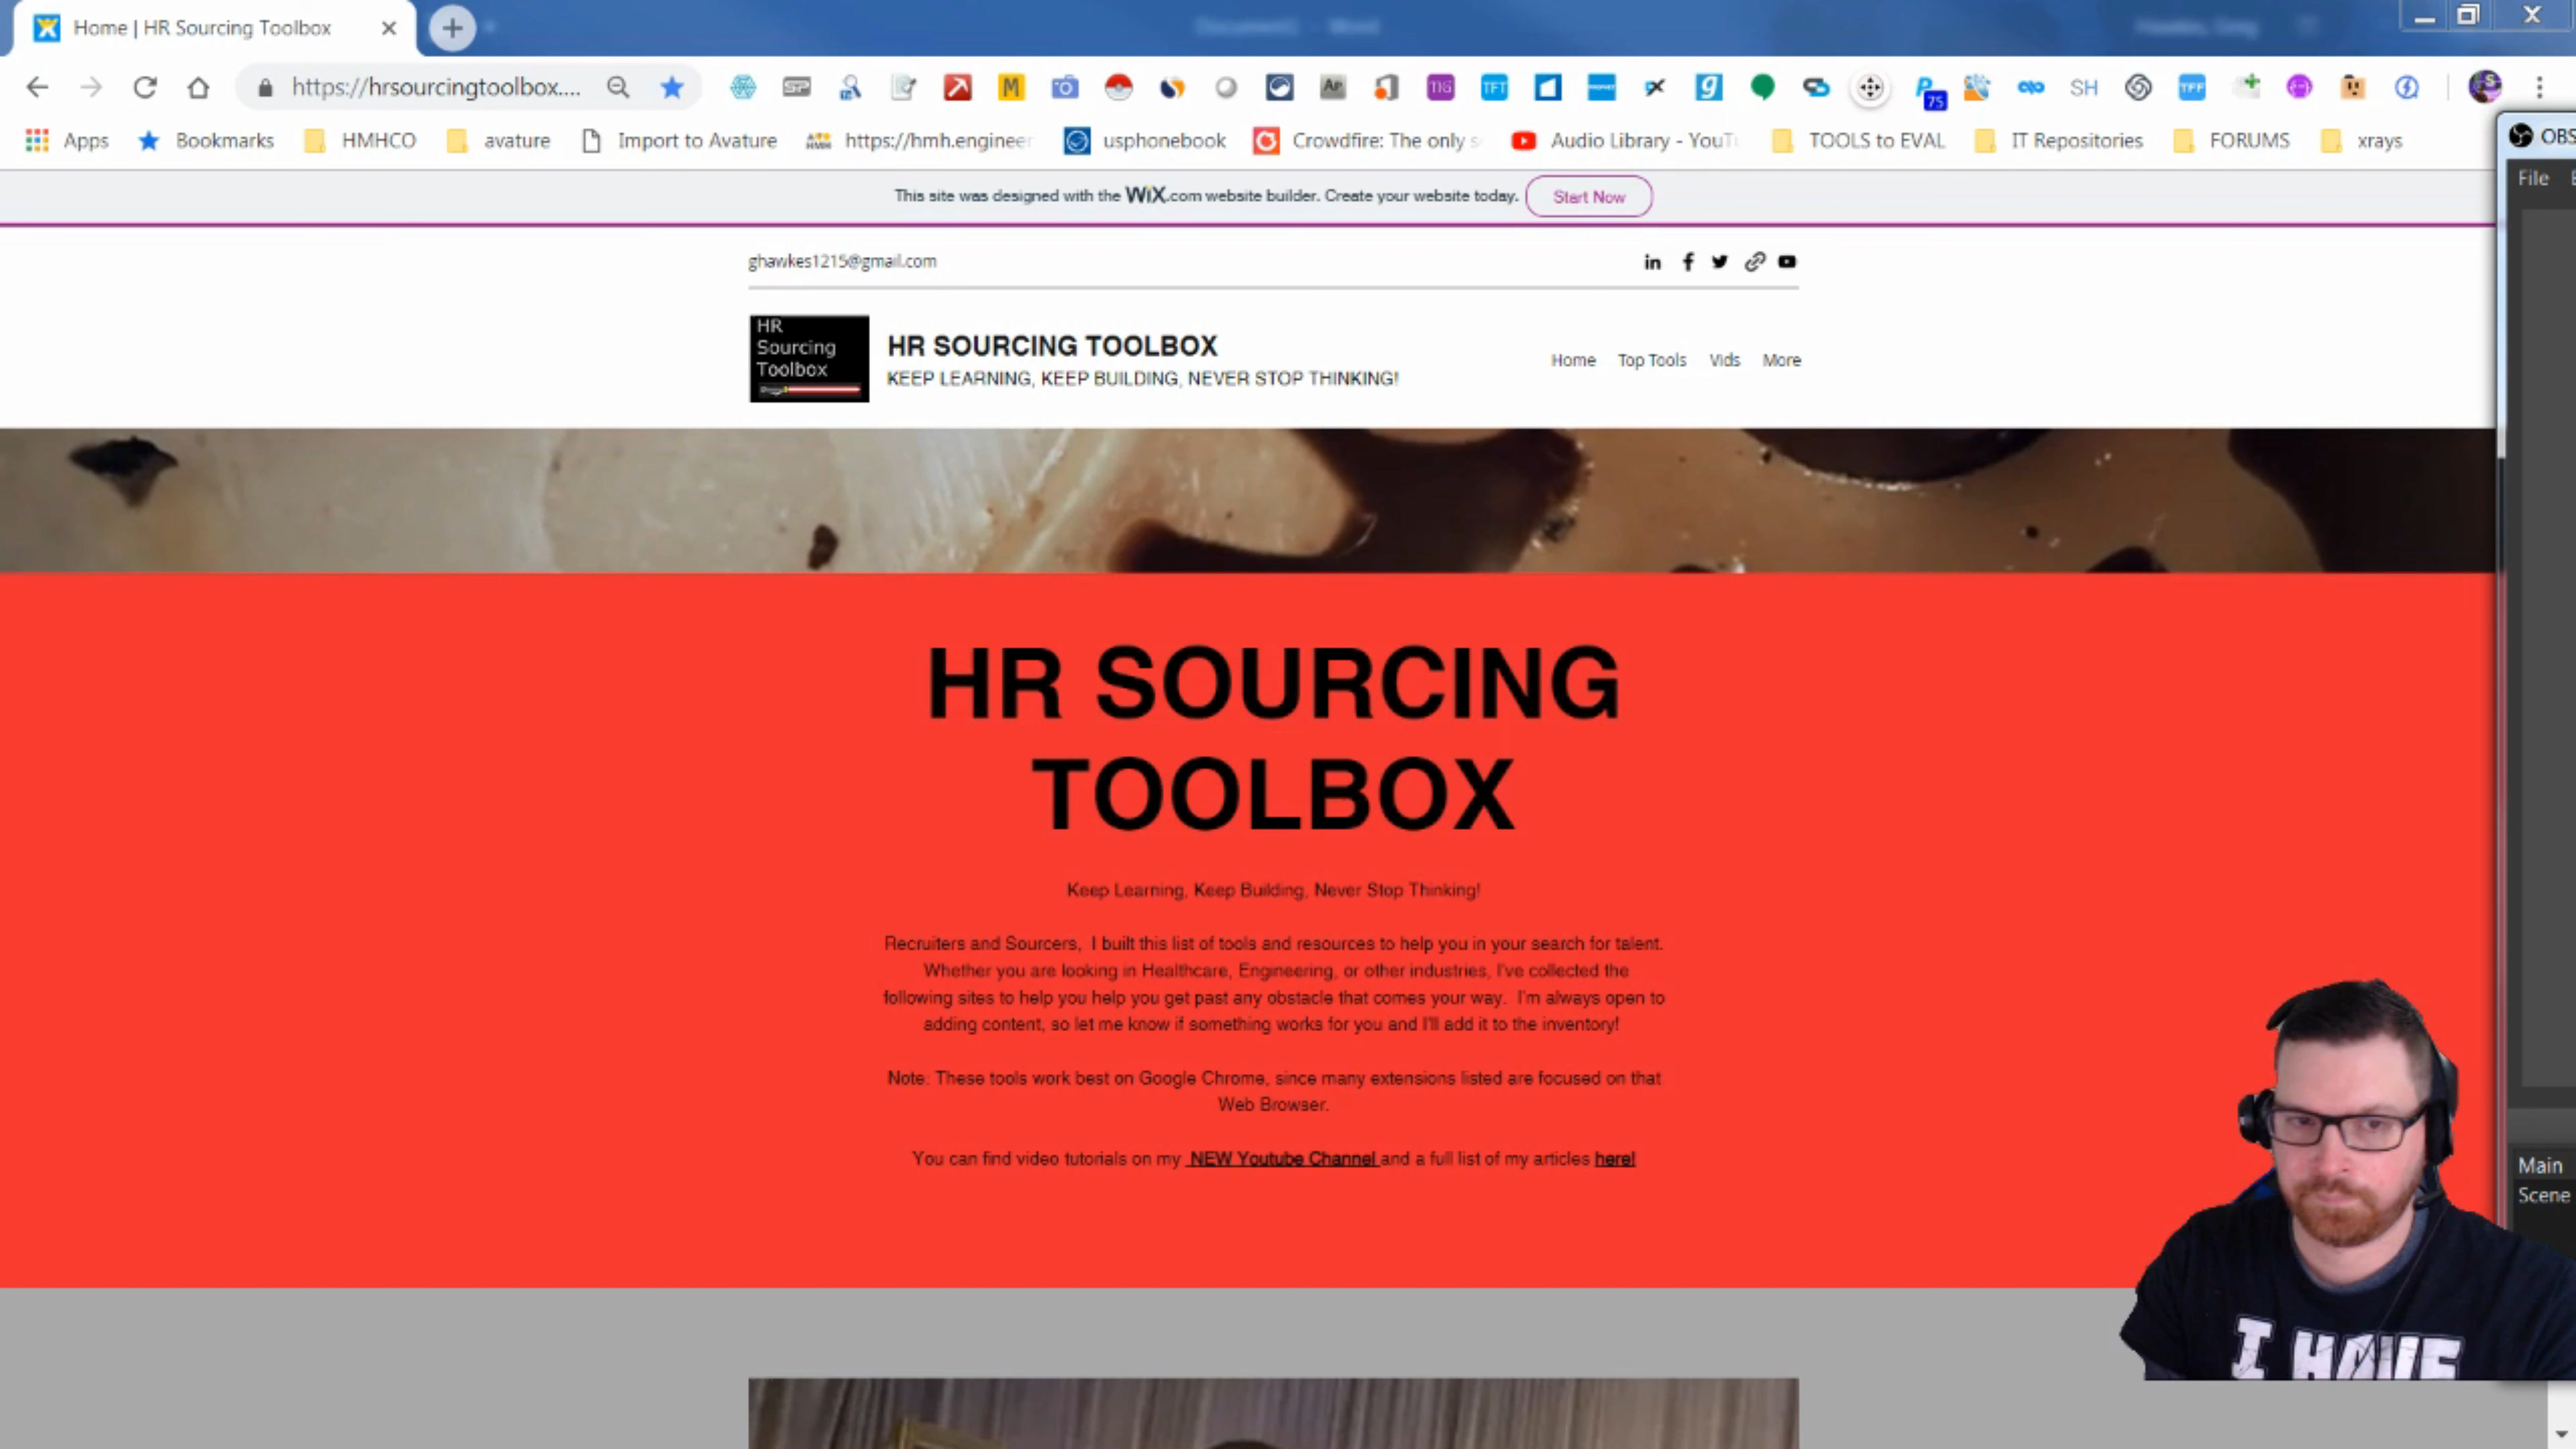 Home | HR Sourcing Toolbox
https://hrsourcingtoolbox....
Apps Bookmarks HMHCO avature Import to Avature https://hmh.engineer usphonebook Crowdfire: The only s Audio Library - YouTu TOOLS to EVAL IT Repositories FORUMS xrays
OBS
File
This site was designed with the WiX.com website builder. Create your website today. Start Now
ghawkes1215@gmail.com
HR
Sourcing
Toolbox
HR SOURCING TOOLBOX
KEEP LEARNING, KEEP BUILDING, NEVER STOP THINKING!
Home Top Tools Vids More
HR SOURCING
TOOLBOX
Keep Learning, Keep Building, Never Stop Thinking!
Recruiters and Sourcers, I built this list of tools and resources to help you in your search for talent.
Whether you are looking in Healthcare, Engineering, or other industries, I've collected the
following sites to help you help you get past any obstacle that comes your way. I'm always open to
adding content, so let me know if something works for you and I'll add it to the inventory!
Note: These tools work best on Google Chrome, since many extensions listed are focused on that
Web Browser.
You can find video tutorials on my NEW Youtube Channel and a full list of my articles here!
Main
Scene
I HAVE